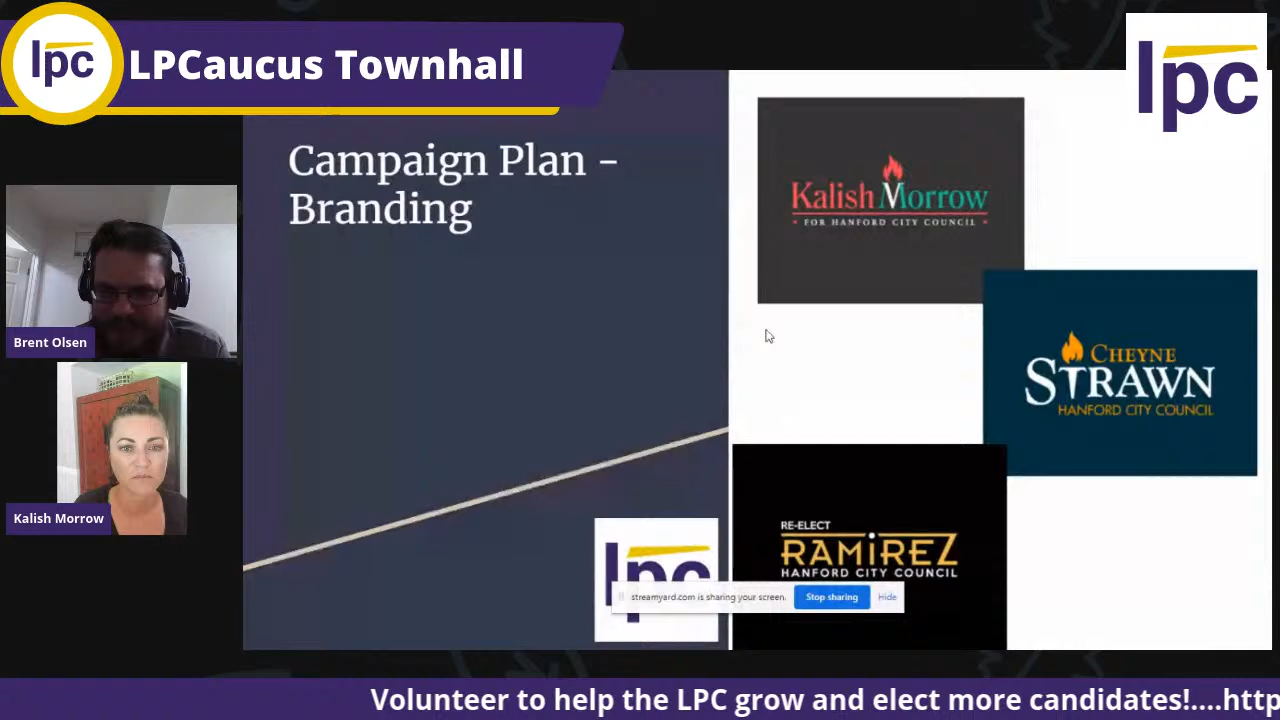 lpc
LPCaucus Townhall
lpc
Campaign Plan -
Branding
Kalish Morrow
FOR HANFORD CITY COUNCIL
CHEYNE
STRAWN
HANFORD CITY COUNCIL
Brent Olsen
Kalish Morrow
RE-ELECT
RAMiREZ
HANFORD CITY COUNCIL
lpc
streamyard.com is sharing your screen.
Stop sharing
Hide
Volunteer to help the LPC grow and elect more candidates!....http